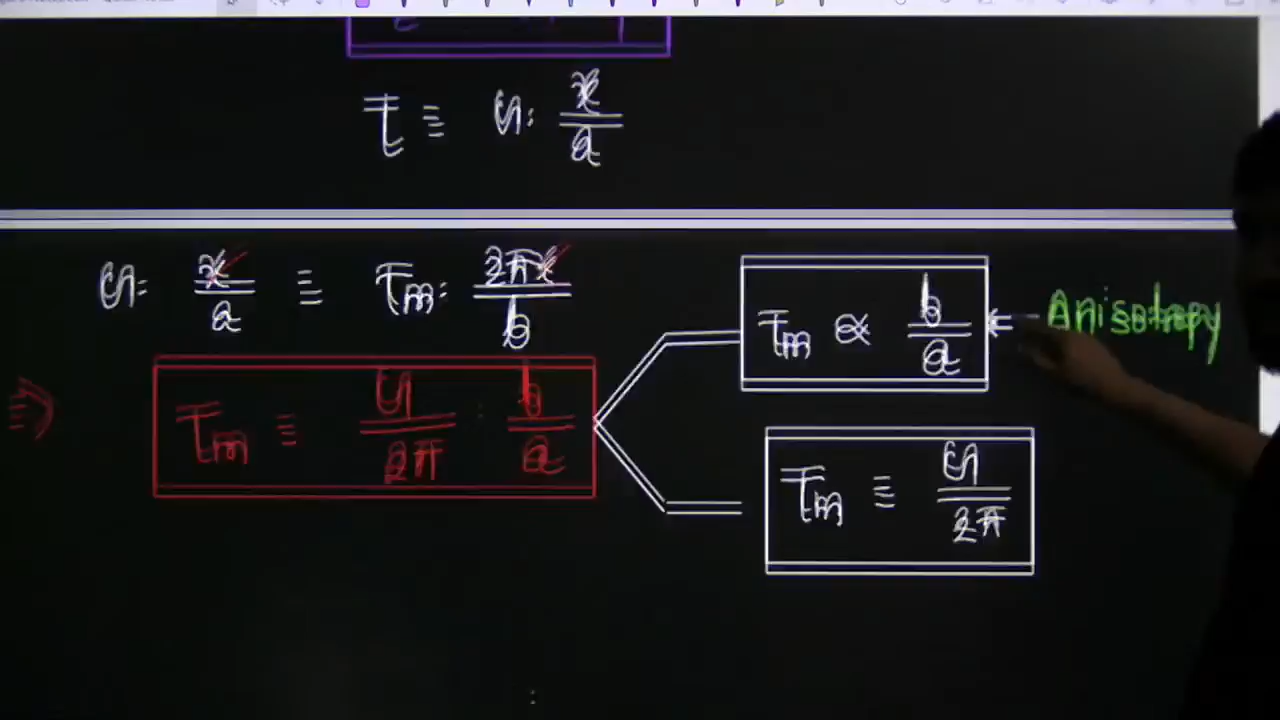 τ = G · x / a
G · x / a = τm · 2πx / b
⇒ τm = G / 2π · b / a
τm ∝ b / a ⇐ Anisotropy
τm = G / 2π